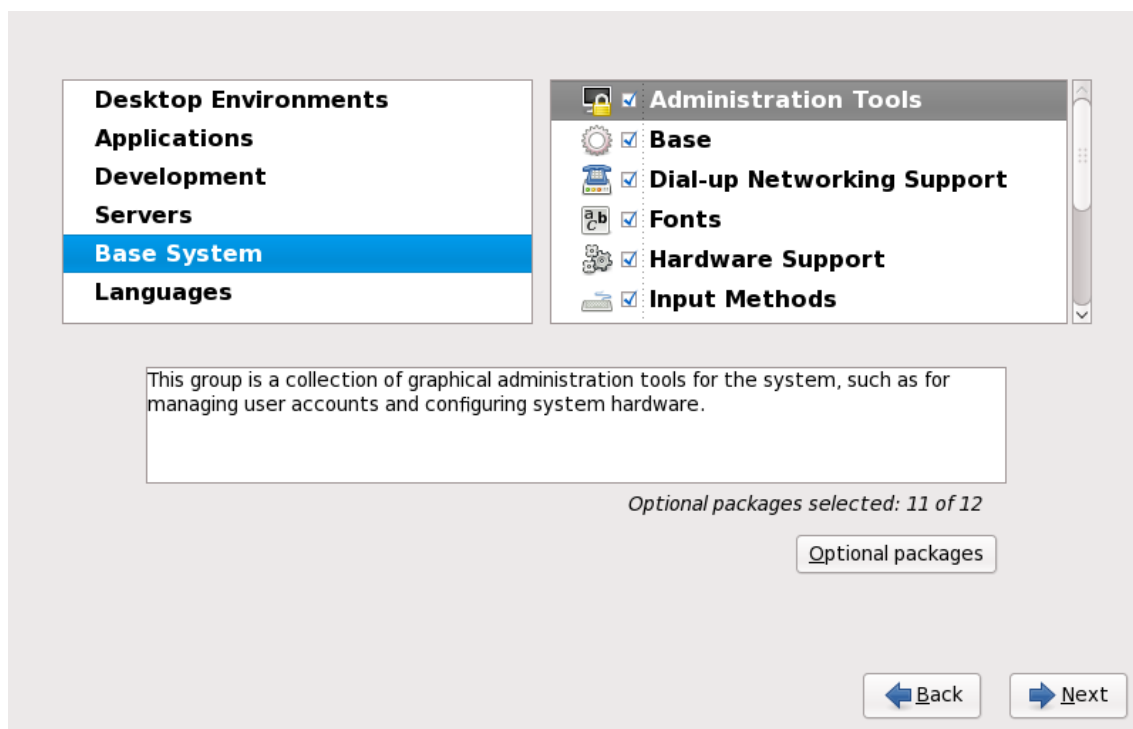 Desktop Environments
Applications
Development
Servers
Base System
Languages
Administration Tools
Base
Dial-up Networking Support
Fonts
Hardware Support
Input Methods
This group is a collection of graphical administration tools for the system, such as for
managing user accounts and configuring system hardware.
Optional packages selected: 11 of 12
Optional packages
Back
Next